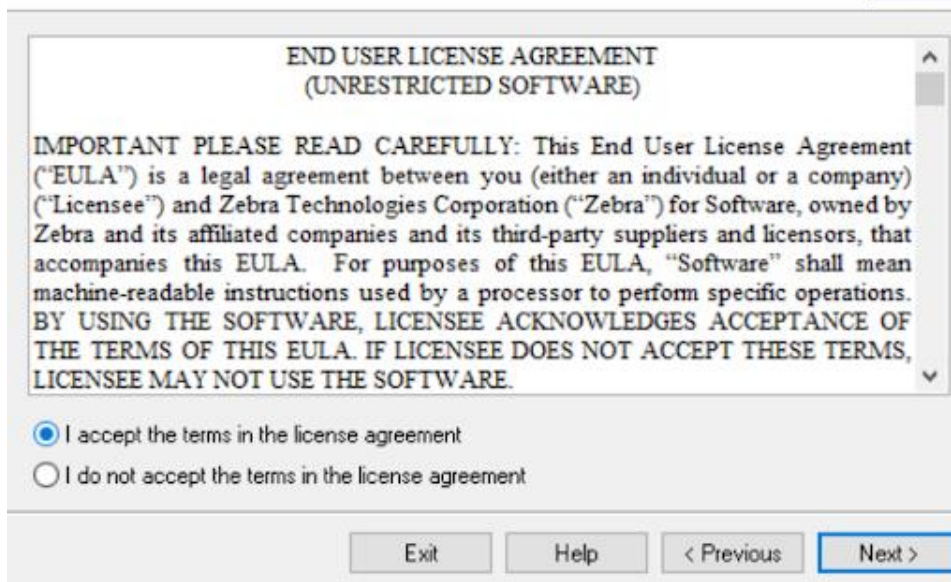 END USER LICENSE AGREEMENT
(UNRESTRICTED SOFTWARE)
IMPORTANT PLEASE READ CAREFULLY: This End User License Agreement
(“EULA”) is a legal agreement between you (either an individual or a company)
(“Licensee”) and Zebra Technologies Corporation (“Zebra”) for Software, owned by
Zebra and its affiliated companies and its third-party suppliers and licensors, that
accompanies this EULA. For purposes of this EULA, “Software” shall mean
machine-readable instructions used by a processor to perform specific operations.
BY USING THE SOFTWARE, LICENSEE ACKNOWLEDGES ACCEPTANCE OF
THE TERMS OF THIS EULA. IF LICENSEE DOES NOT ACCEPT THESE TERMS,
LICENSEE MAY NOT USE THE SOFTWARE.
I accept the terms in the license agreement
I do not accept the terms in the license agreement
Exit Help < Previous Next >